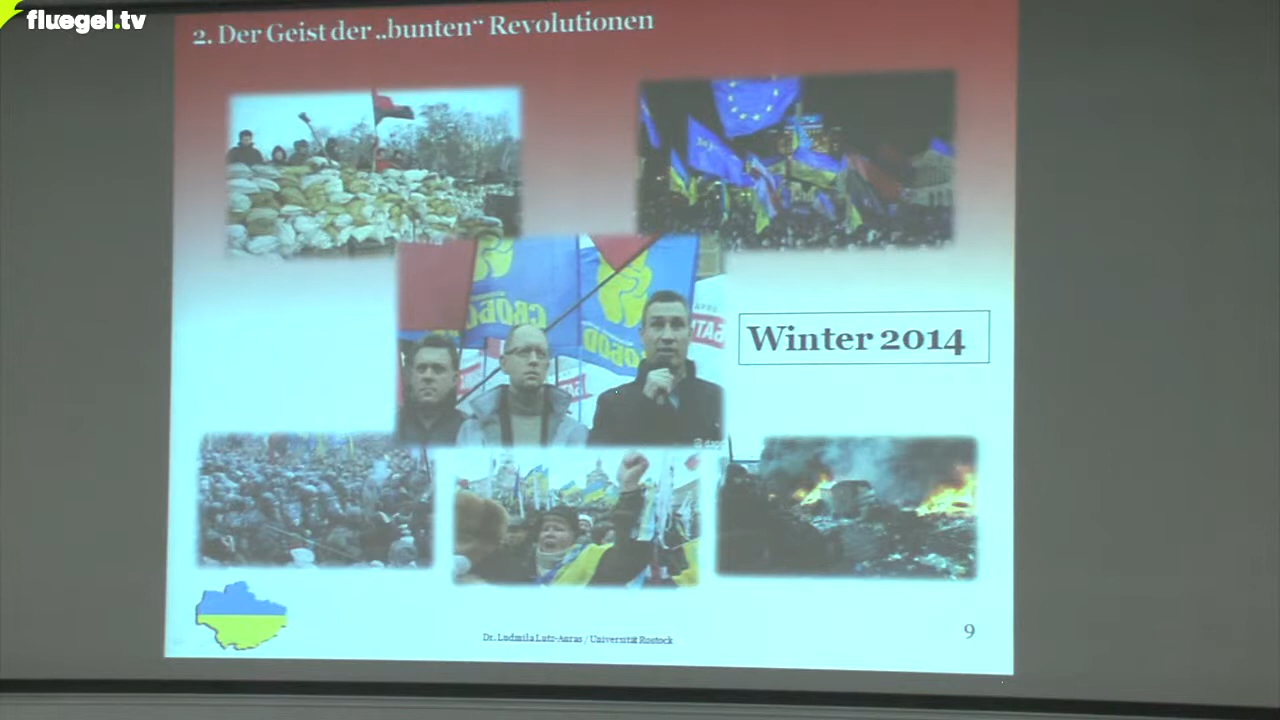 fluegel.tv
2. Der Geist der „bunten“ Revolutionen
Winter 2014
Dr. Ludmila Lutz-Auras / Universität Rostock
9